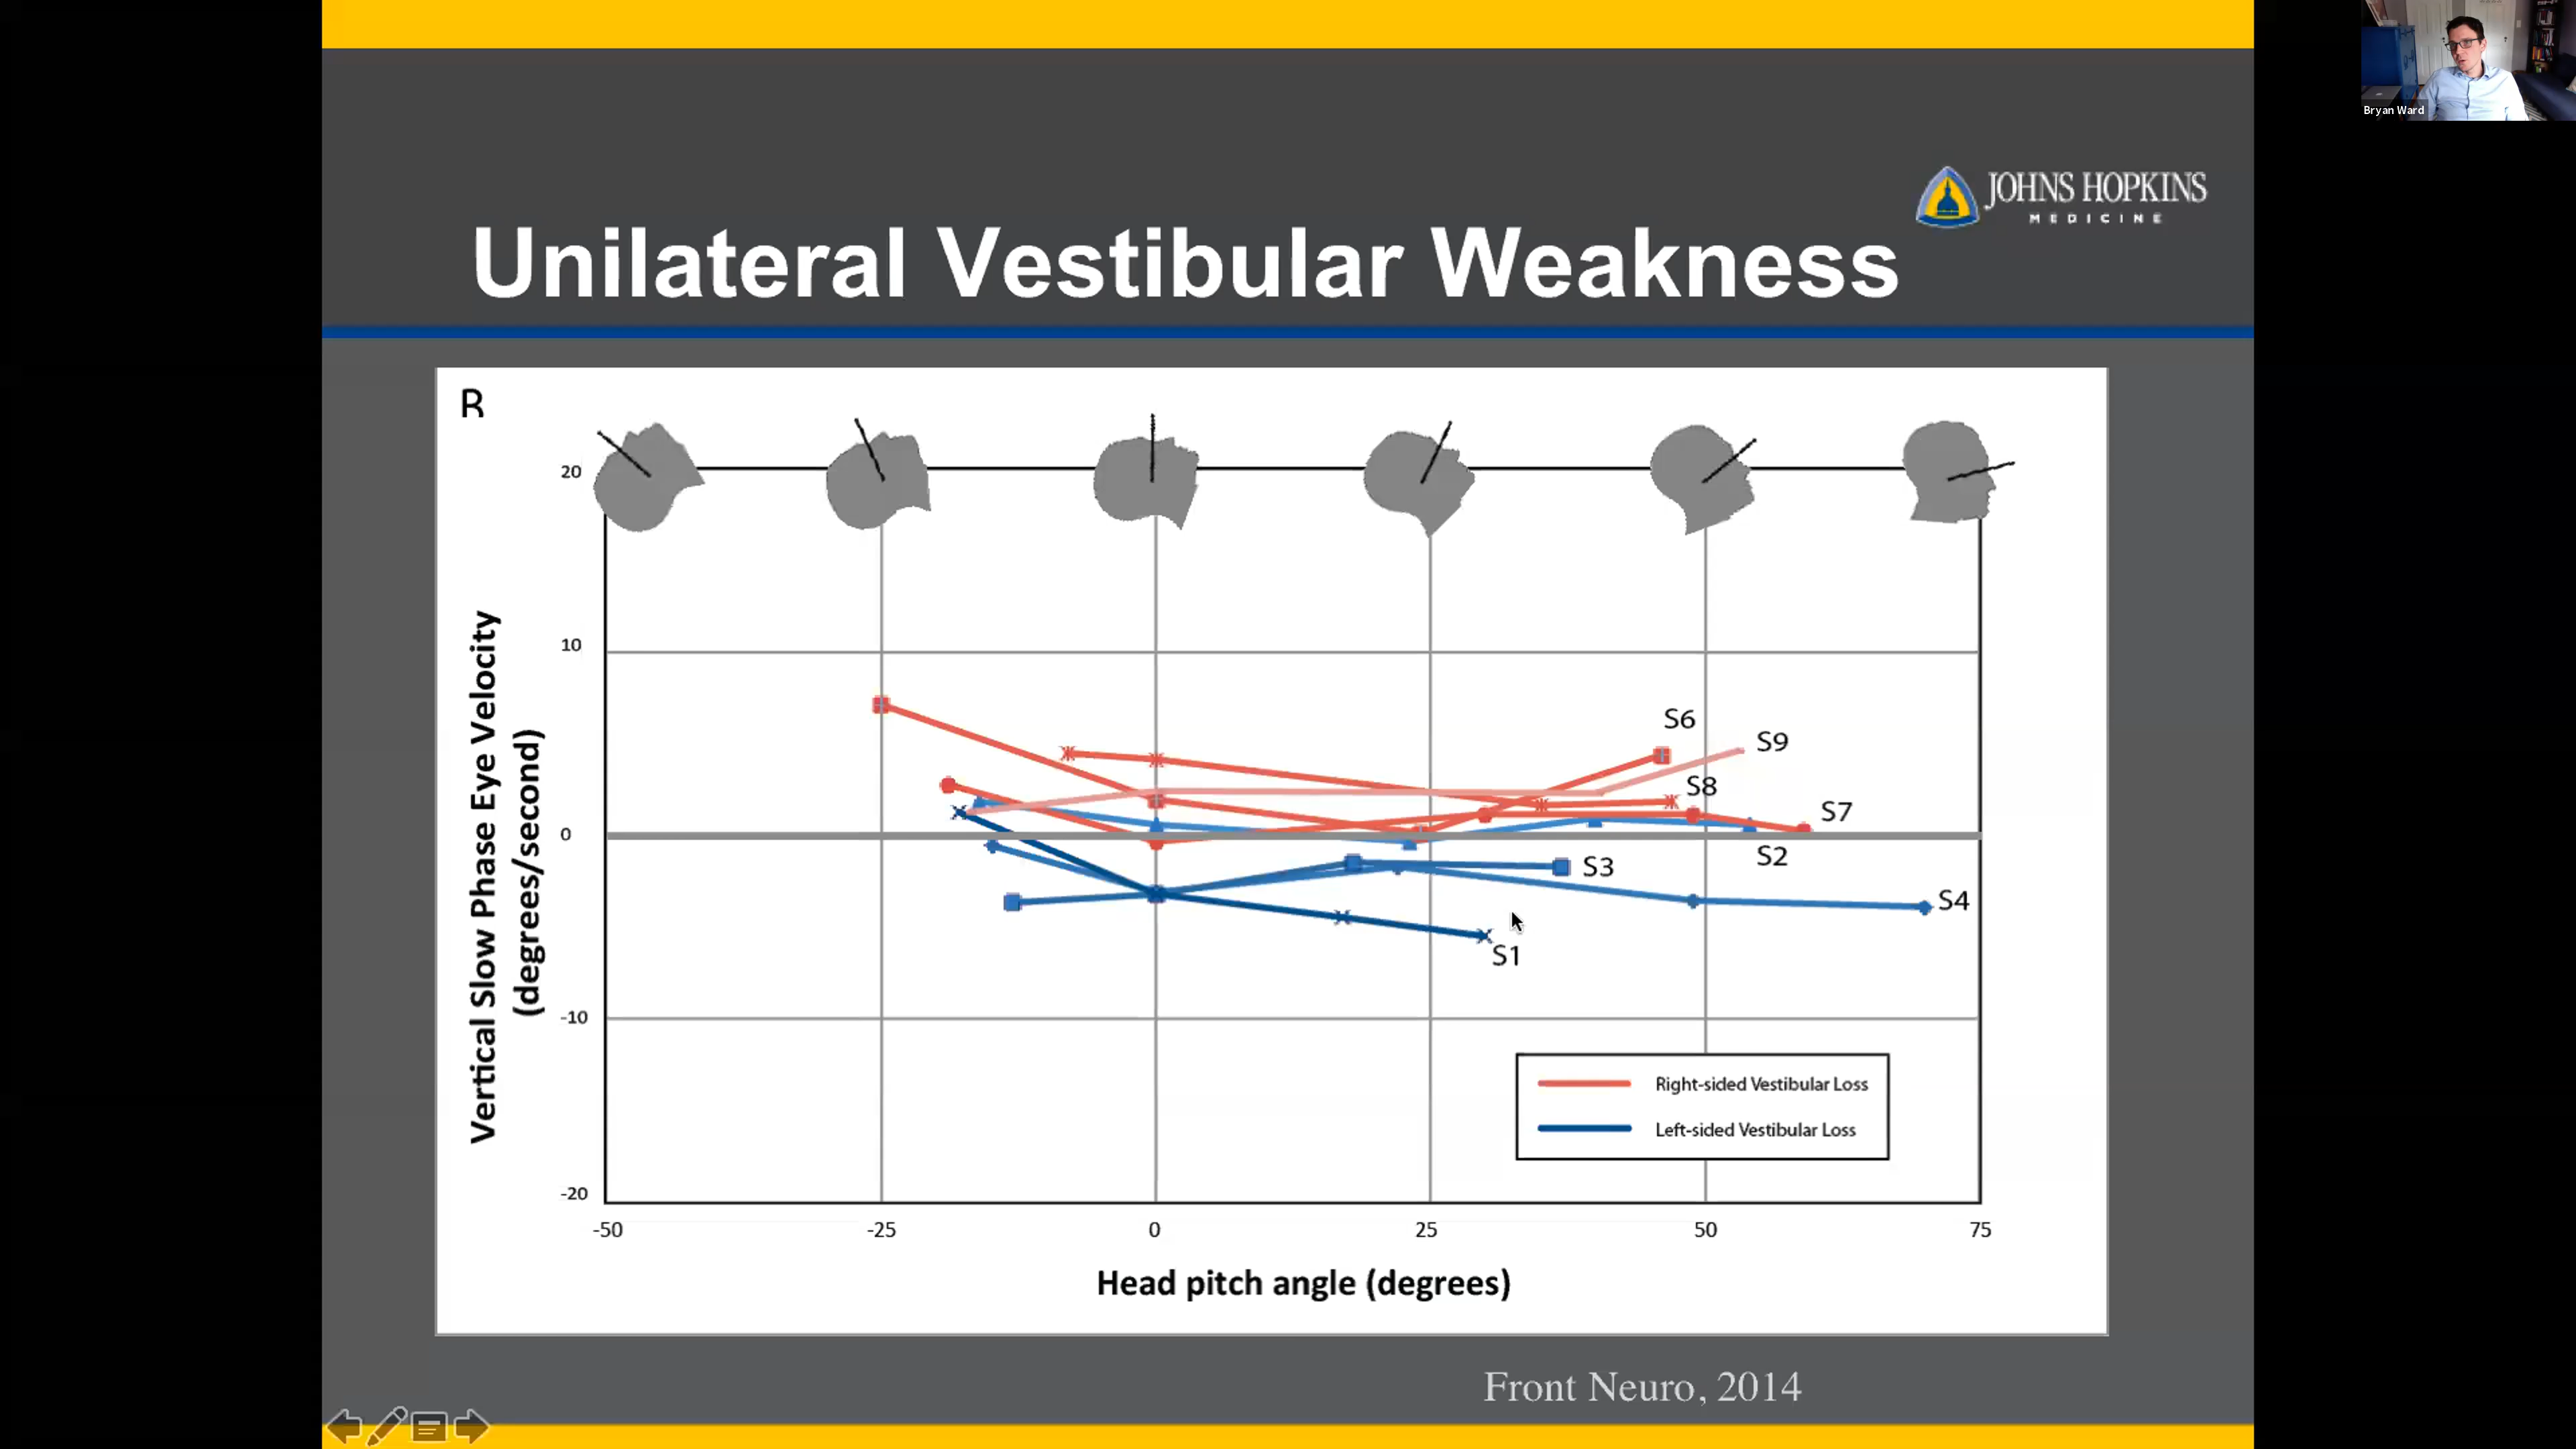 Bryan Ward
JOHNS HOPKINS
MEDICINE
Unilateral Vestibular Weakness
20
10
0
-10
-20
Vertical Slow Phase Eye Velocity
(degrees/second)
S6
S9
S8
S7
S2
S3
S4
S1
Right-sided Vestibular Loss
Left-sided Vestibular Loss
-50 -25 0 25 50 75
Head pitch angle (degrees)
Front Neuro, 2014